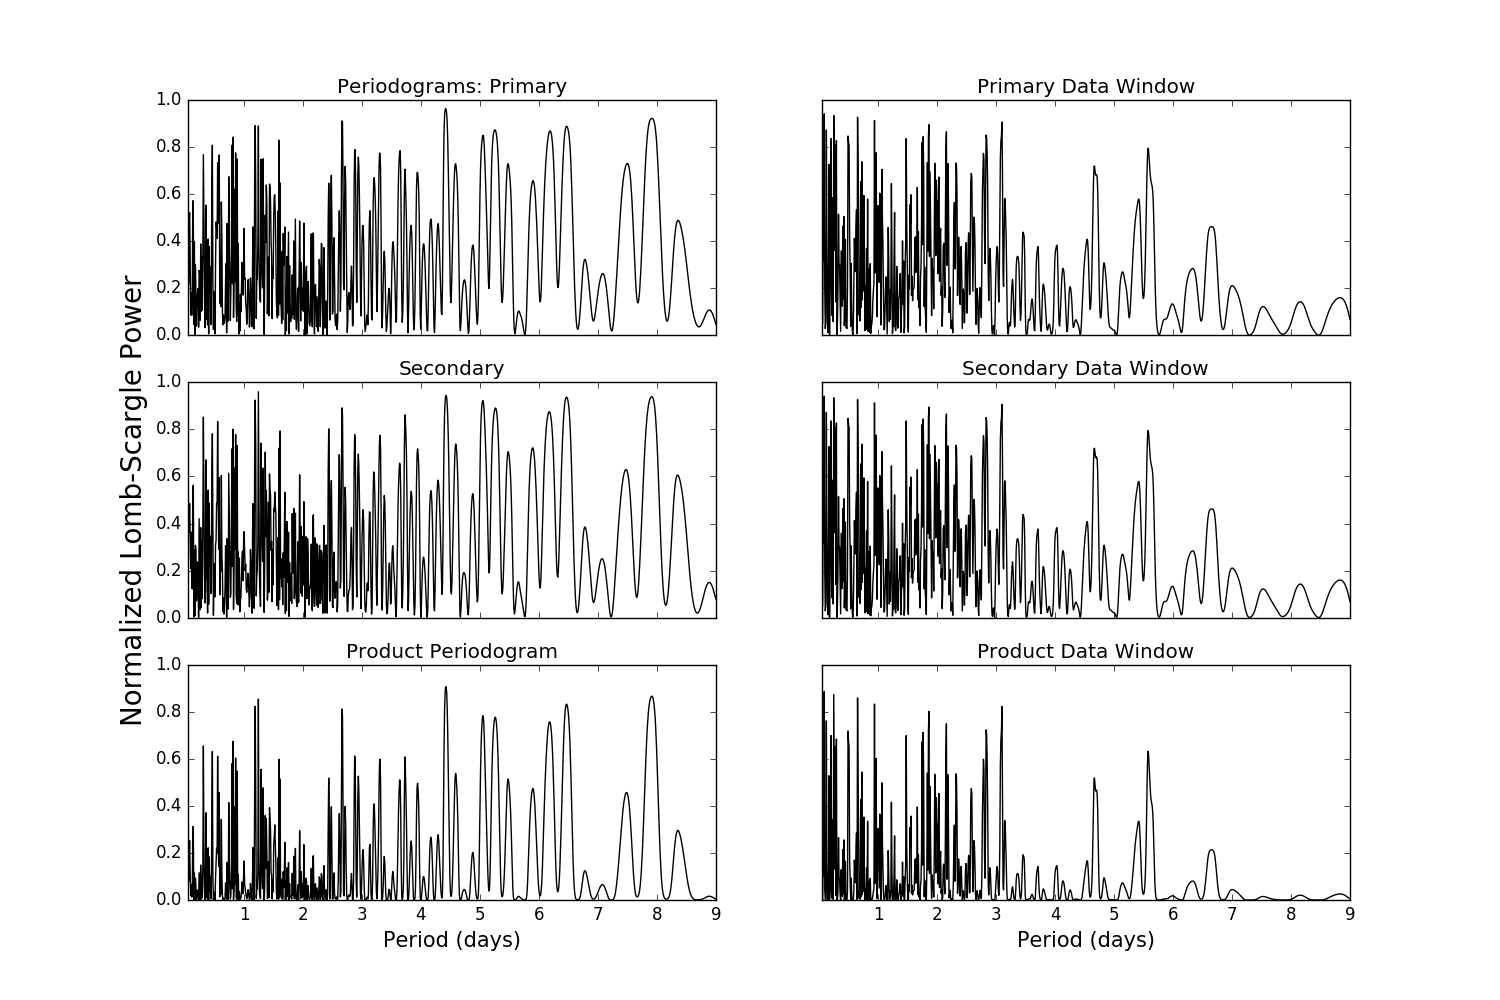 Periodograms: Primary
Primary Data Window
1.0
0.8
0.6
0.4
0.2
0.0
Secondary
Secondary Data Window
1.0
0.8
0.6
0.4
0.2
0.0
Normalized Lomb-Scargle Power
Product Periodogram
Product Data Window
1.0
0.8
0.6
0.4
0.2
0.0
1 2 3 4 5 6 7 8 9
1 2 3 4 5 6 7 8 9
Period (days)
Period (days)